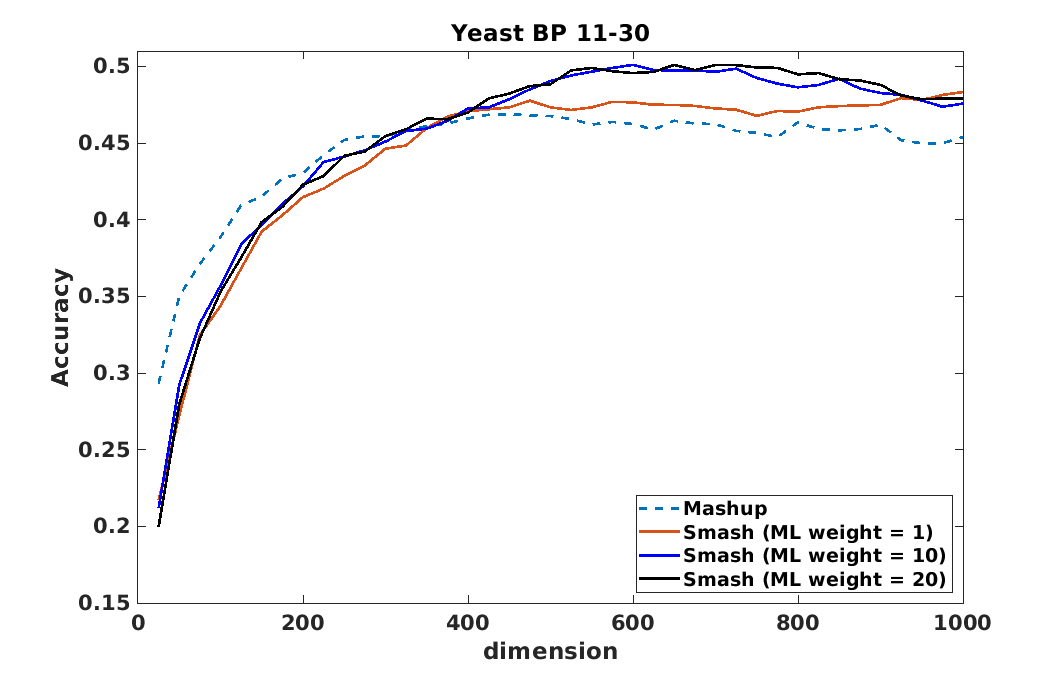 Yeast BP 11-30
Accuracy
0.5
0.45
0.4
0.35
0.3
0.25
0.2
0.15
0
200
400
600
800
1000
dimension
Mashup
Smash (ML weight = 1)
Smash (ML weight = 10)
Smash (ML weight = 20)